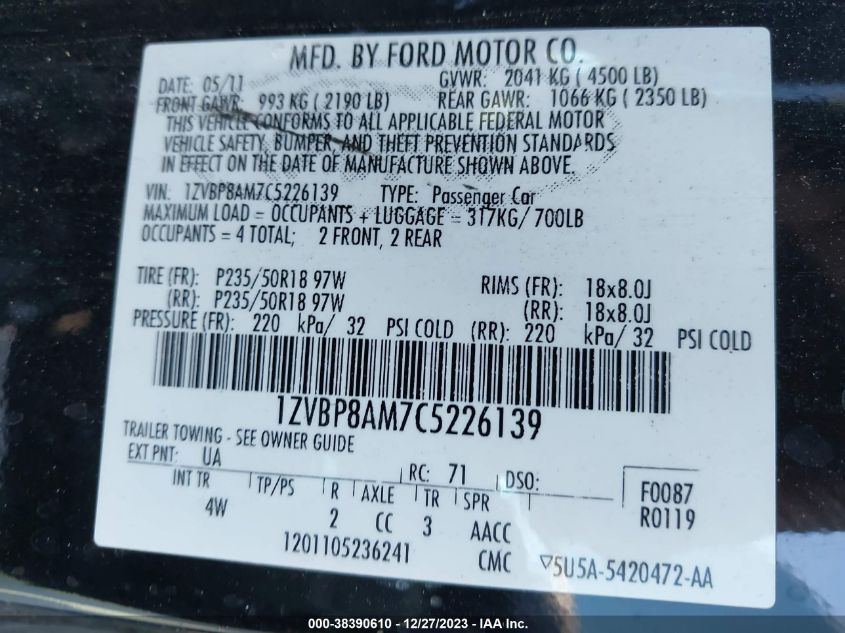 MFD. BY FORD MOTOR CO.
DATE: 05/11 GVWR: 2041 KG ( 4500 LB)
FRONT GAWR: 993 KG ( 2190 LB) REAR GAWR: 1066 KG ( 2350 LB)
THIS VEHICLE CONFORMS TO ALL APPLICABLE FEDERAL MOTOR
VEHICLE SAFETY, BUMPER, AND THEFT PREVENTION STANDARDS
IN EFFECT ON THE DATE OF MANUFACTURE SHOWN ABOVE.
VIN: 1ZVBP8AM7C5226139 TYPE: Passenger Car
MAXIMUM LOAD = OCCUPANTS + LUGGAGE = 317KG/ 700LB
OCCUPANTS = 4 TOTAL; 2 FRONT, 2 REAR
TIRE (FR): P235/50R18 97W RIMS (FR): 18x8.0J
(RR): P235/50R18 97W (RR): 18x8.0J
PRESSURE (FR): 220 kPa/ 32 PSI COLD (RR): 220 kPa/ 32 PSI COLD
1ZVBP8AM7C5226139
TRAILER TOWING - SEE OWNER GUIDE
EXT PNT: UA RC: 71 DSO: F0087
INT TR TP/PS R AXLE TR SPR R0119
4W 2 CC 3 AACC
1201105236241 CMC ▽5U5A-5420472-AA
000-38390610 - 12/27/2023 - IAAI.COM